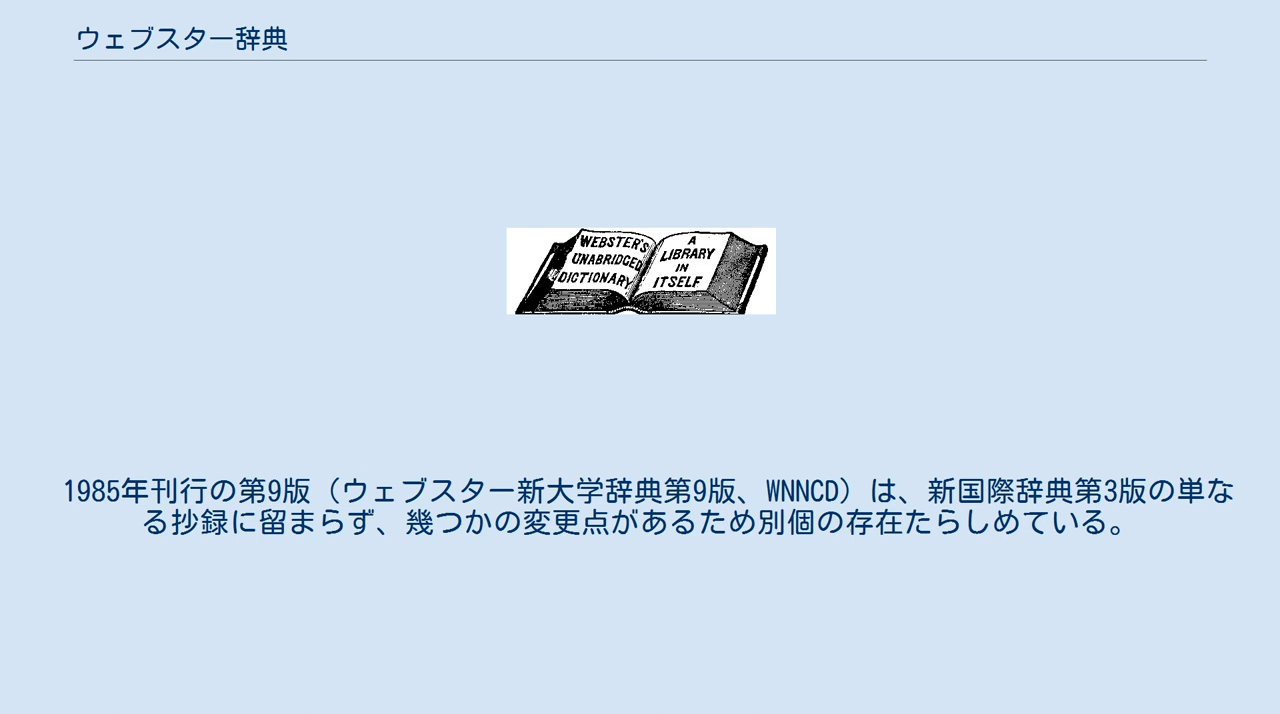 ウェブスター辞典
WEBSTER'S
UNABRIDGED
DICTIONARY
A
LIBRARY
IN
ITSELF
1985年刊行の第9版（ウェブスター新大学辞典第9版、WNNCD）は、新国際辞典第3版の単な
る抄録に留まらず、幾つかの変更点があるため別個の存在たらしめている。